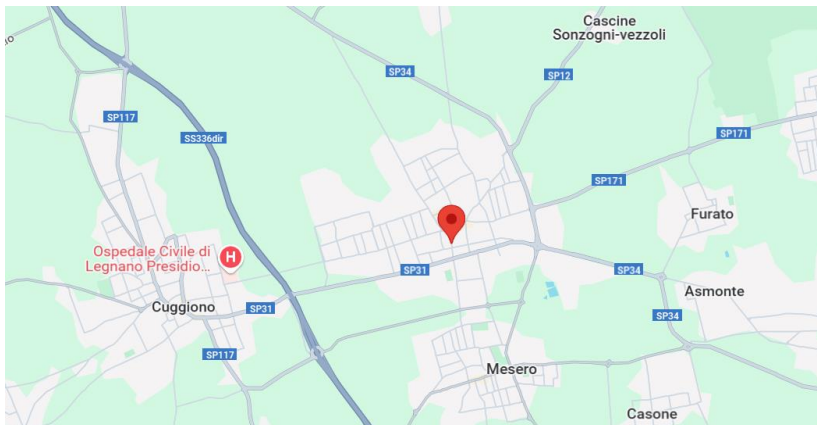 Cascine
Sonzogni-vezzoli
SP34
SP12
SP117
SS336dir
SP171
SP171
Furato
Ospedale Civile di
Legnano Presidio...
H
SP31
SP34
Asmonte
Cuggiono
SP31
SP34
SP117
Mesero
Casone